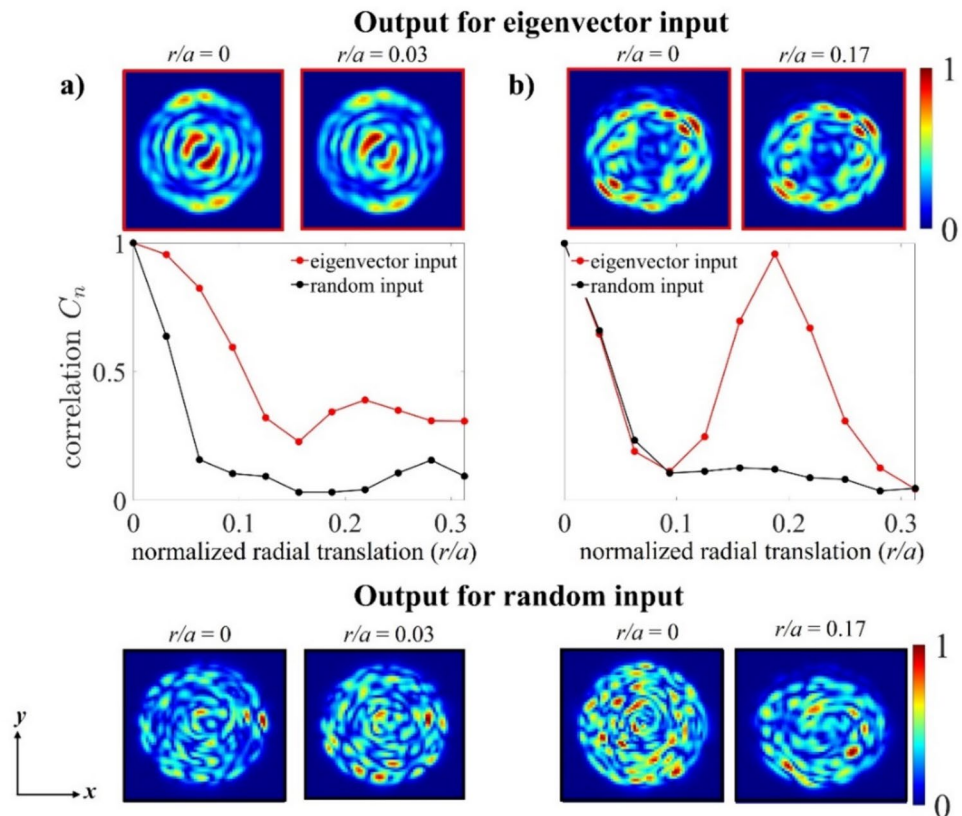 Output for eigenvector input
a)
r/a = 0
r/a = 0.03
b)
r/a = 0
r/a = 0.17
1
0
1
0.5
0
correlation Cn
eigenvector input
random input
0
0.1
0.2
0.3
normalized radial translation (r/a)
eigenvector input
random input
0
0.1
0.2
0.3
normalized radial translation (r/a)
Output for random input
r/a = 0
r/a = 0.03
r/a = 0
r/a = 0.17
1
0
y
x